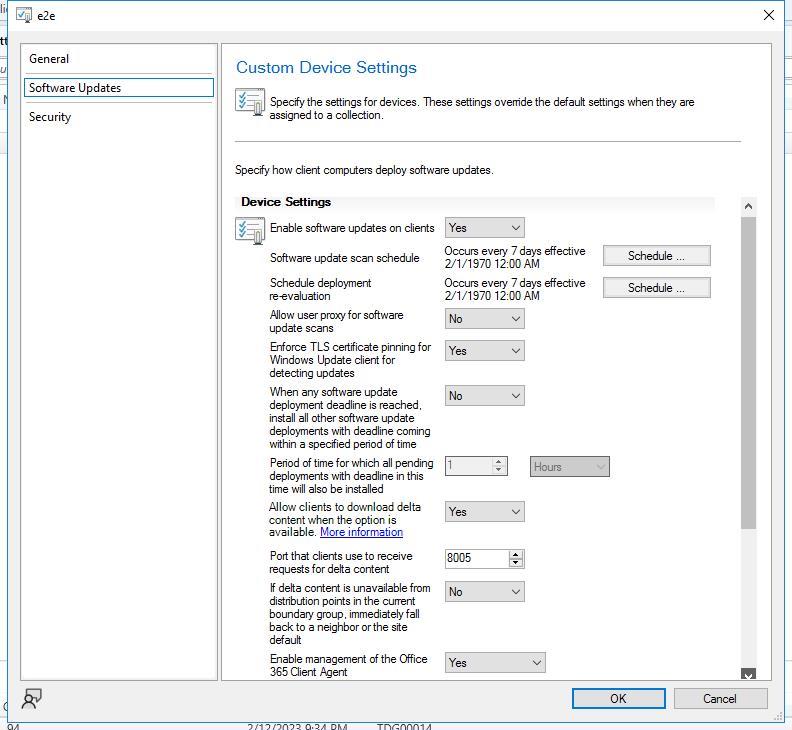 e2e
General
Software Updates
Security
Custom Device Settings
Specify the settings for devices. These settings override the default settings when they are
assigned to a collection.
Specify how client computers deploy software updates.
Device Settings
Enable software updates on clients
Yes
Software update scan schedule
Occurs every 7 days effective
2/1/1970 12:00 AM
Schedule ...
Schedule deployment
re-evaluation
Occurs every 7 days effective
2/1/1970 12:00 AM
Schedule ...
Allow user proxy for software
update scans
No
Enforce TLS certificate pinning for
Windows Update client for
detecting updates
Yes
When any software update
deployment deadline is reached,
install all other software update
deployments with deadline coming
within a specified period of time
No
Period of time for which all pending
deployments with deadline in this
time will also be installed
1
Hours
Allow clients to download delta
content when the option is
available. More information
Yes
Port that clients use to receive
requests for delta content
8005
If delta content is unavailable from
distribution points in the current
boundary group, immediately fall
back to a neighbor or the site
default
No
Enable management of the Office
365 Client Agent
Yes
OK
Cancel
94
2/12/2023 9:34 PM
TDG00014